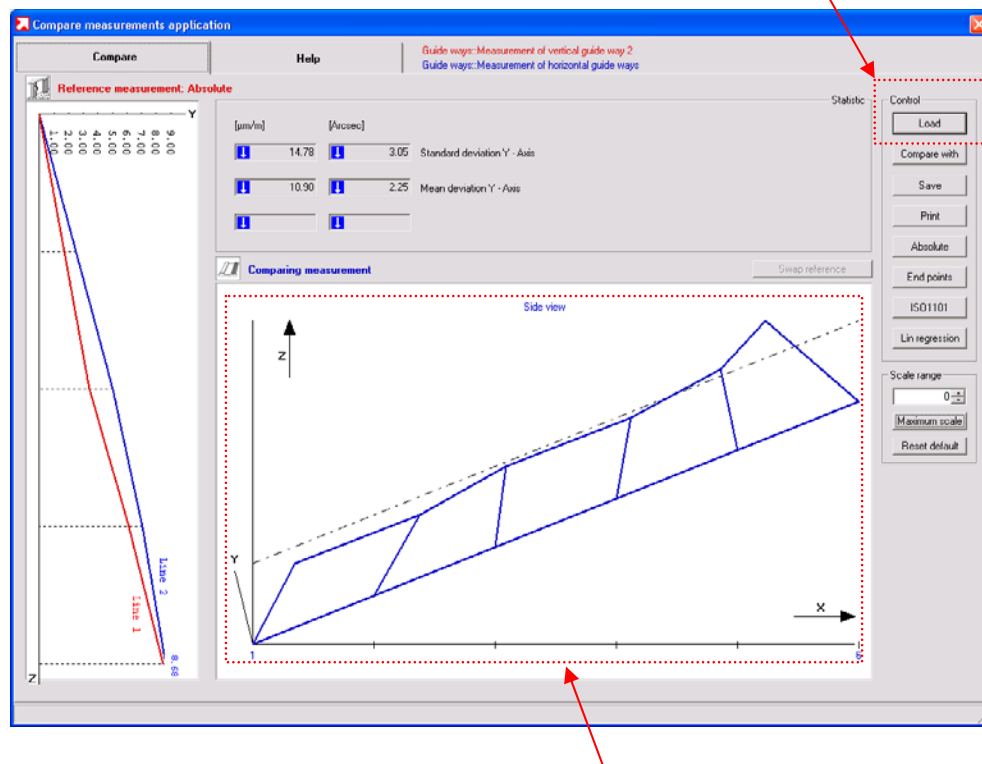 Compare measurements application
Compare
Help
Guide ways::Measurement of vertical guide way 2
Guide ways::Measurement of horizontal guide ways
Reference measurement: Absolute
Y
1.00
2.00
3.00
4.00
5.00
6.00
7.00
8.00
9.00
Line 2
Line 1
8.68
Z
Statistic
[µm/m] [Arcsec]
14.78 3.05 Standard deviation Y - Axis
10.90 2.25 Mean deviation Y - Axis
Comparing measurement
Swap reference
Side view
Z
Y
X
1
6
Control
Load
Compare with
Save
Print
Absolute
End points
ISO1101
Lin regression
Scale range
0
Maximum scale
Reset default